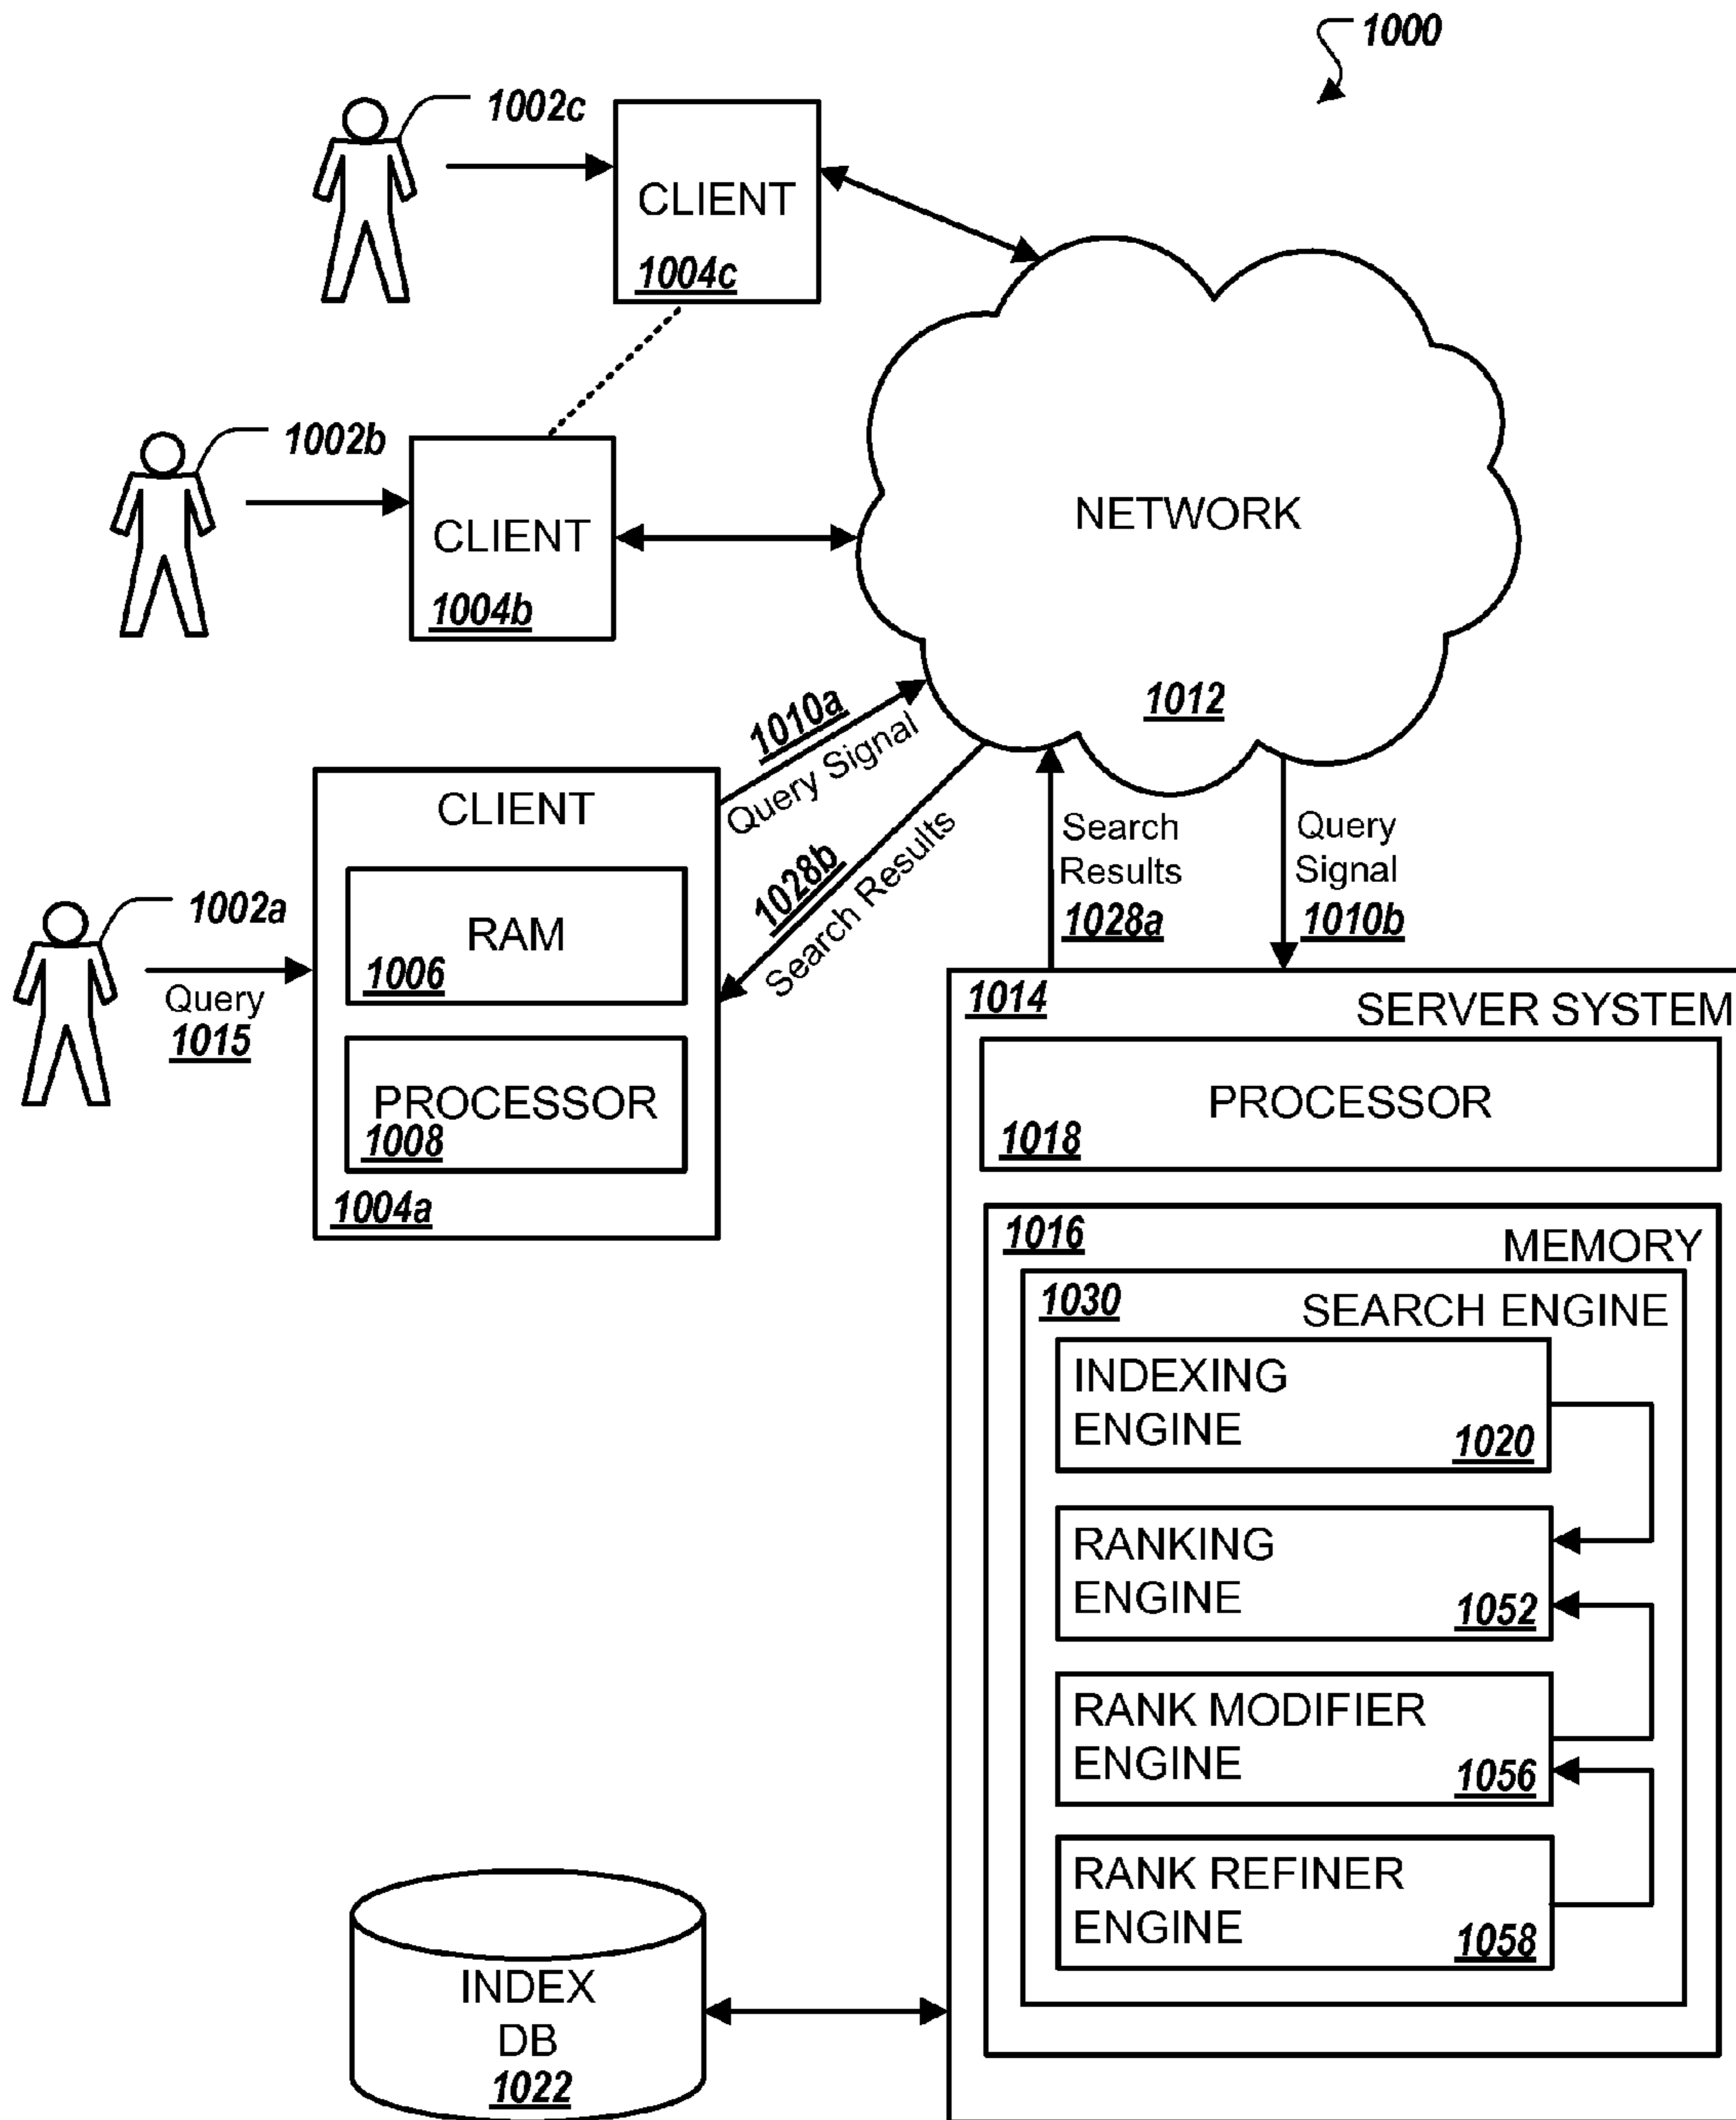 1000
1002c
CLIENT
1004c
1002b
CLIENT
1004b
NETWORK
1012
1010a
Query Signal
1028b
Search Results
Search
Results
1028a
Query
Signal
1010b
1002a
Query
1015
CLIENT
RAM
1006
PROCESSOR
1008
1004a
1014
SERVER SYSTEM
PROCESSOR
1018
1016
MEMORY
1030
SEARCH ENGINE
INDEXING
ENGINE
1020
RANKING
ENGINE
1052
RANK MODIFIER
ENGINE
1056
RANK REFINER
ENGINE
1058
INDEX
DB
1022